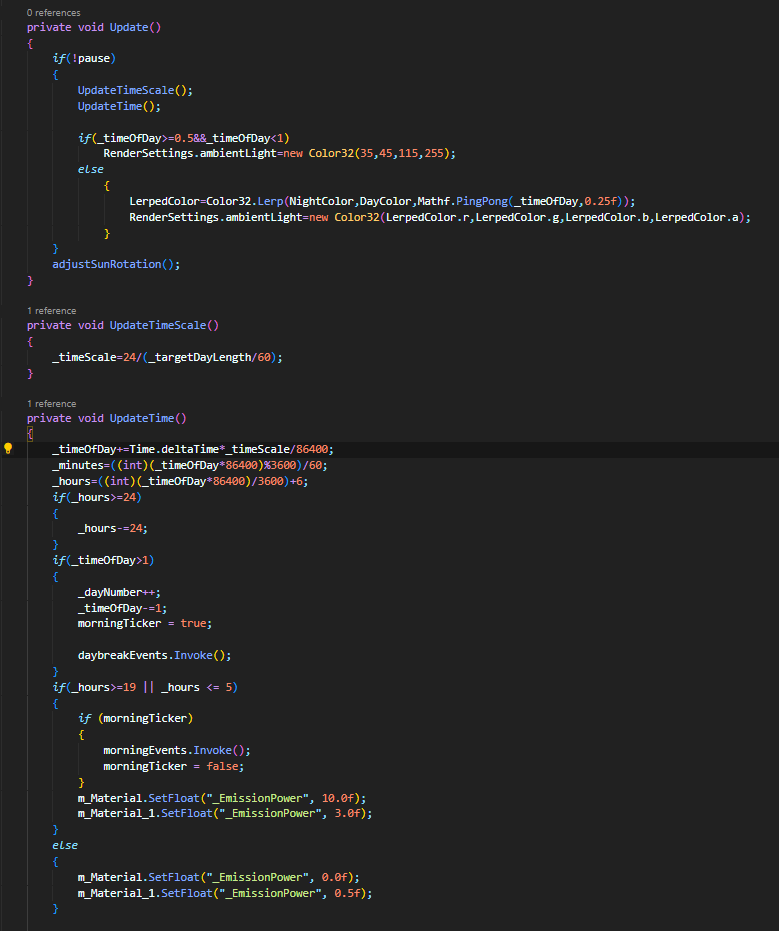 0 references
private void Update()
{
if(!pause)
{
UpdateTimeScale();
UpdateTime();
if(_timeOfDay>=0.5&&_timeOfDay<1)
RenderSettings.ambientLight=new Color32(35,45,115,255);
else
{
LerpedColor=Color32.Lerp(NightColor,DayColor,Mathf.PingPong(_timeOfDay,0.25f));
RenderSettings.ambientLight=new Color32(LerpedColor.r,LerpedColor.g,LerpedColor.b,LerpedColor.a);
}
}
adjustSunRotation();
}
1 reference
private void UpdateTimeScale()
{
_timeScale=24/(_targetDayLength/60);
}
1 reference
private void UpdateTime()
{
_timeOfDay+=Time.deltaTime*_timeScale/86400;
_minutes=((int)(_timeOfDay*86400)%3600)/60;
_hours=((int)(_timeOfDay*86400)/3600)+6;
if(_hours>=24)
{
_hours-=24;
}
if(_timeOfDay>1)
{
_dayNumber++;
_timeOfDay-=1;
morningTicker = true;
daybreakEvents.Invoke();
}
if(_hours>=19 || _hours <= 5)
{
if (morningTicker)
{
morningEvents.Invoke();
morningTicker = false;
}
m_Material.SetFloat("_EmissionPower", 10.0f);
m_Material_1.SetFloat("_EmissionPower", 3.0f);
}
else
{
m_Material.SetFloat("_EmissionPower", 0.0f);
m_Material_1.SetFloat("_EmissionPower", 0.5f);
}